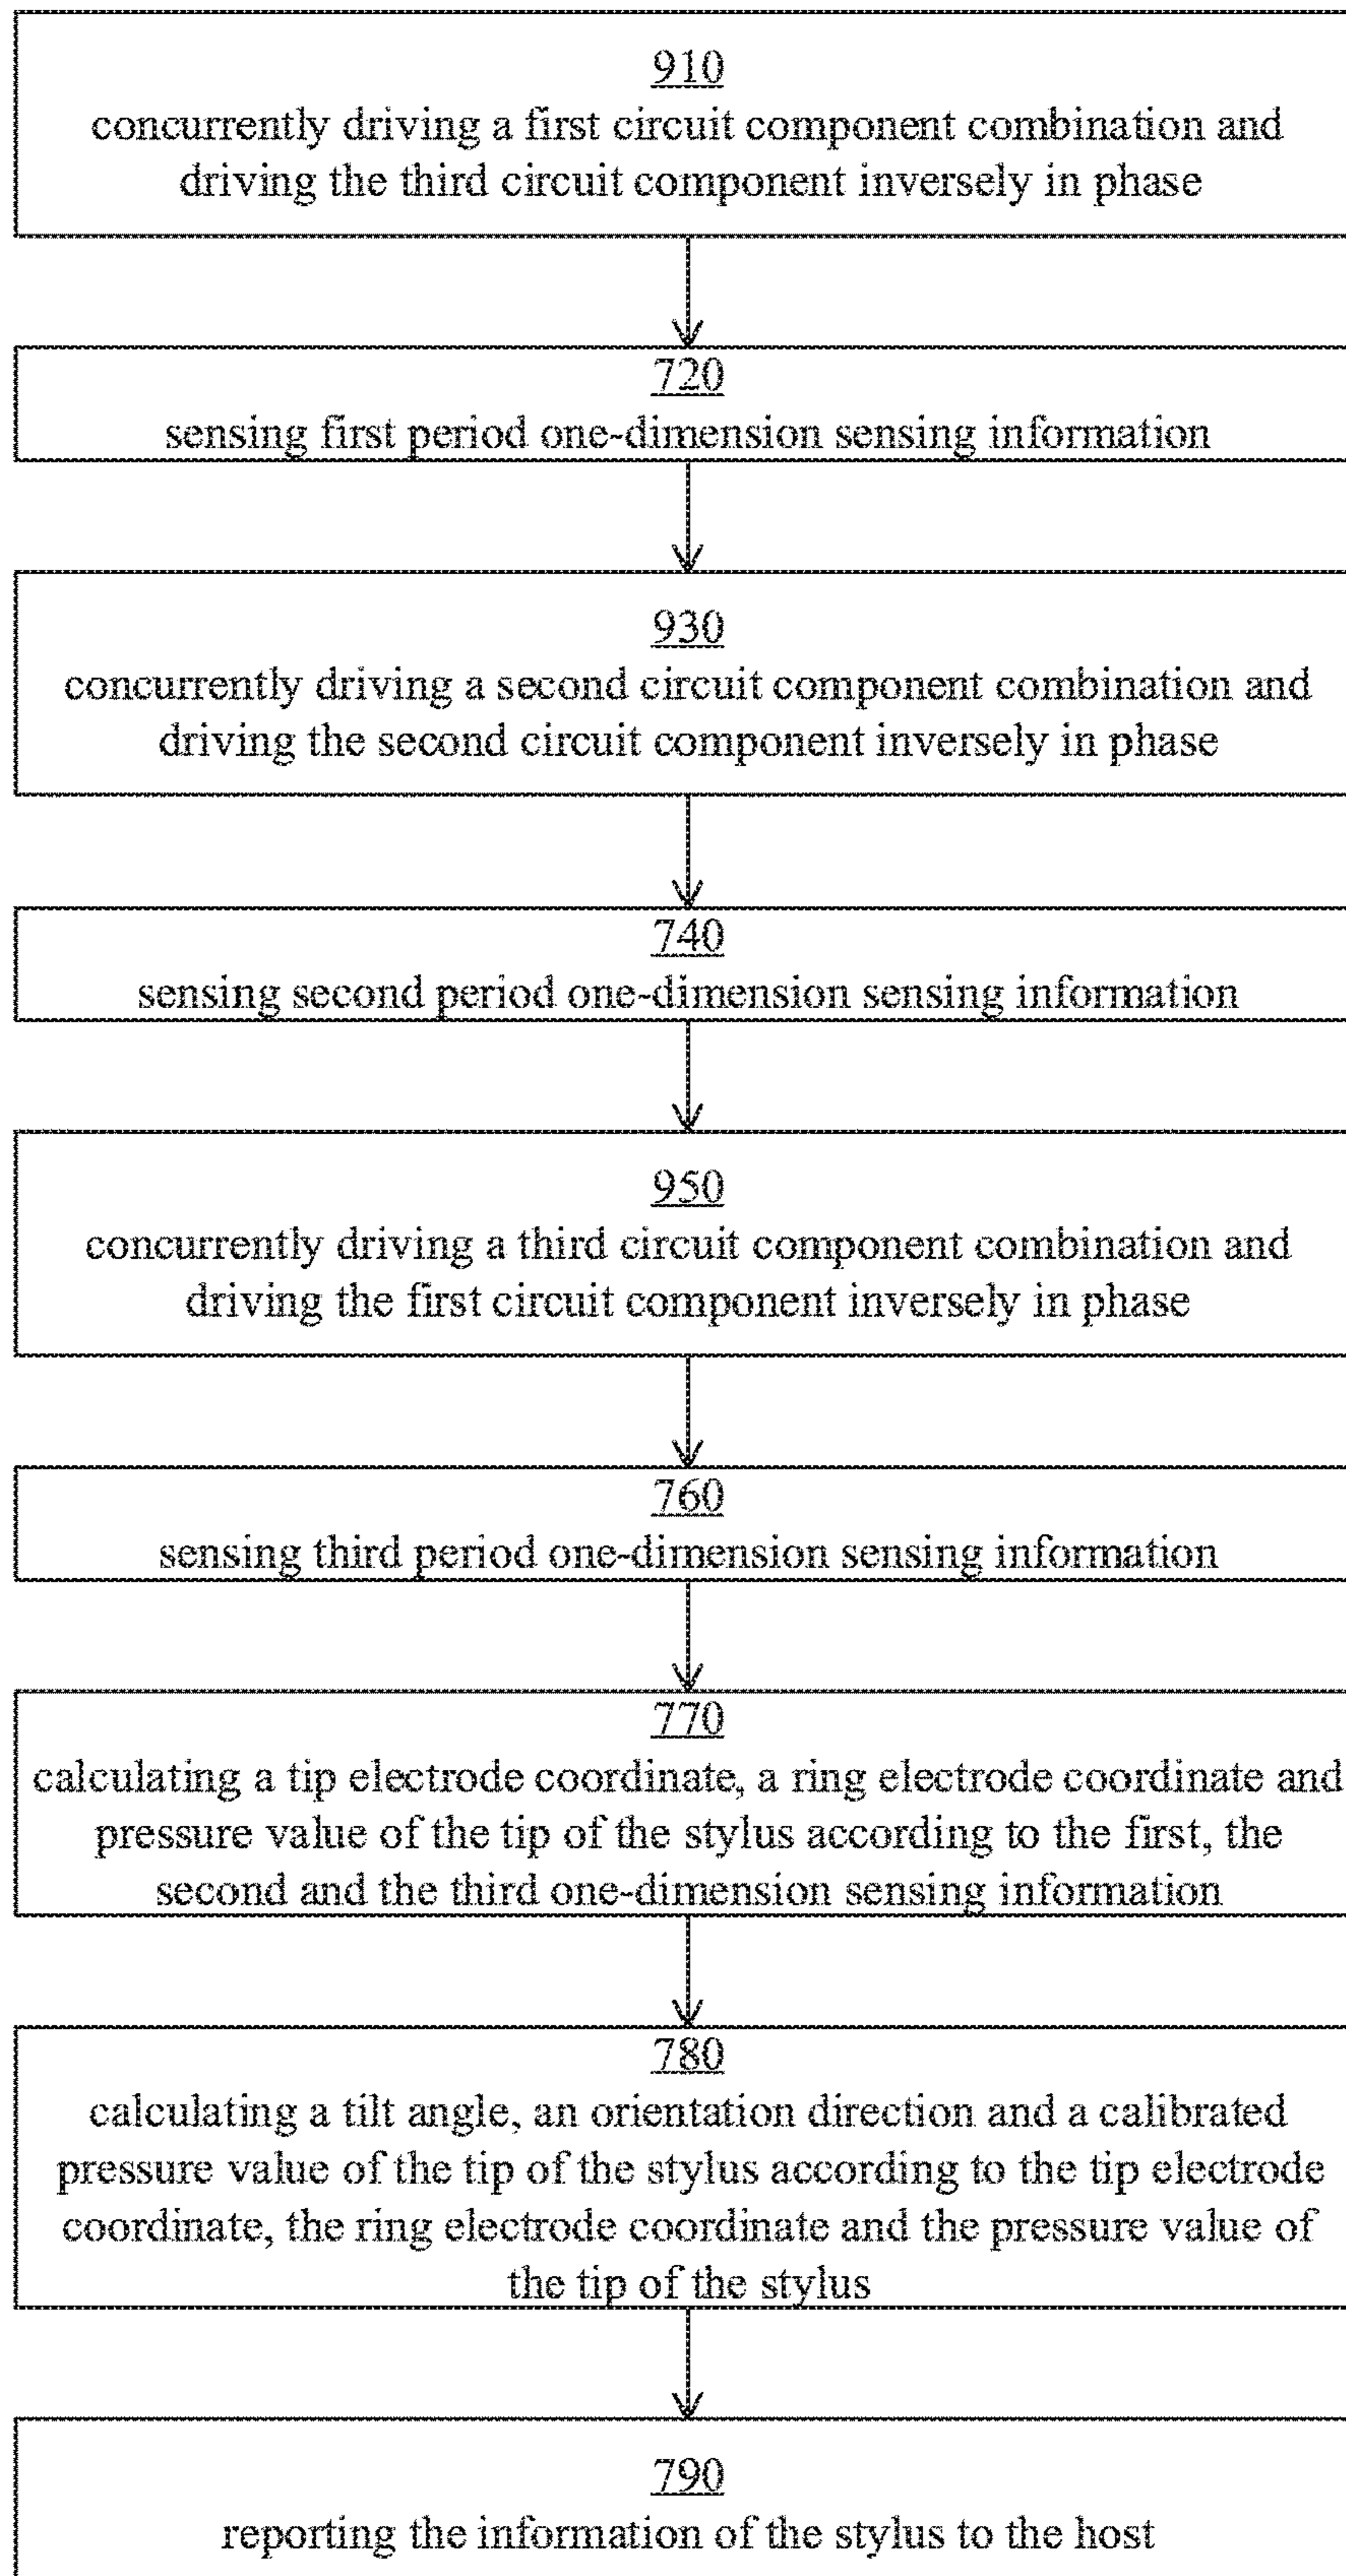 910
concurrently driving a first circuit component combination and
driving the third circuit component inversely in phase
720
sensing first period one-dimension sensing information
930
concurrently driving a second circuit component combination and
driving the second circuit component inversely in phase
740
sensing second period one-dimension sensing information
950
concurrently driving a third circuit component combination and
driving the first circuit component inversely in phase
760
sensing third period one-dimension sensing information
770
calculating a tip electrode coordinate, a ring electrode coordinate and
pressure value of the tip of the stylus according to the first, the
second and the third one-dimension sensing information
780
calculating a tilt angle, an orientation direction and a calibrated
pressure value of the tip of the stylus according to the tip electrode
coordinate, the ring electrode coordinate and the pressure value of
the tip of the stylus
790
reporting the information of the stylus to the host